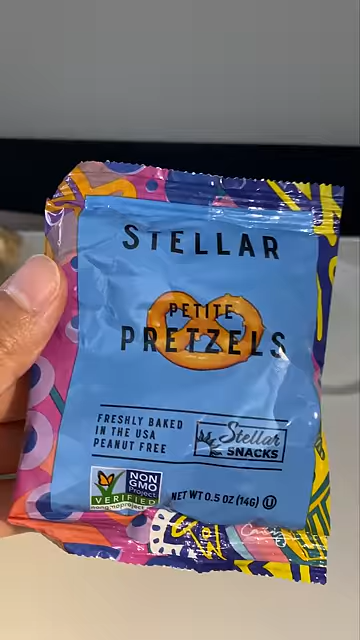 STELLAR
PETITE
PRETZELS
FRESHLY BAKED
IN THE USA
PEANUT FREE
Stellar
SNACKS
NON
GMO
Project
VERIFIED
nongmoproject.org
NET WT 0.5 OZ (14G) U